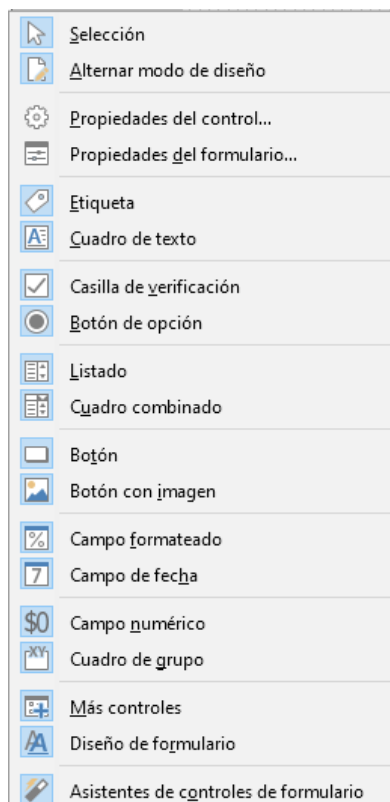 Selección
Alternar modo de diseño
Propiedades del control...
Propiedades del formulario...
Etiqueta
Cuadro de texto
Casilla de verificación
Botón de opción
Listado
Cuadro combinado
Botón
Botón con imagen
Campo formateado
Campo de fecha
Campo numérico
Cuadro de grupo
Más controles
Diseño de formulario
Asistentes de controles de formulario